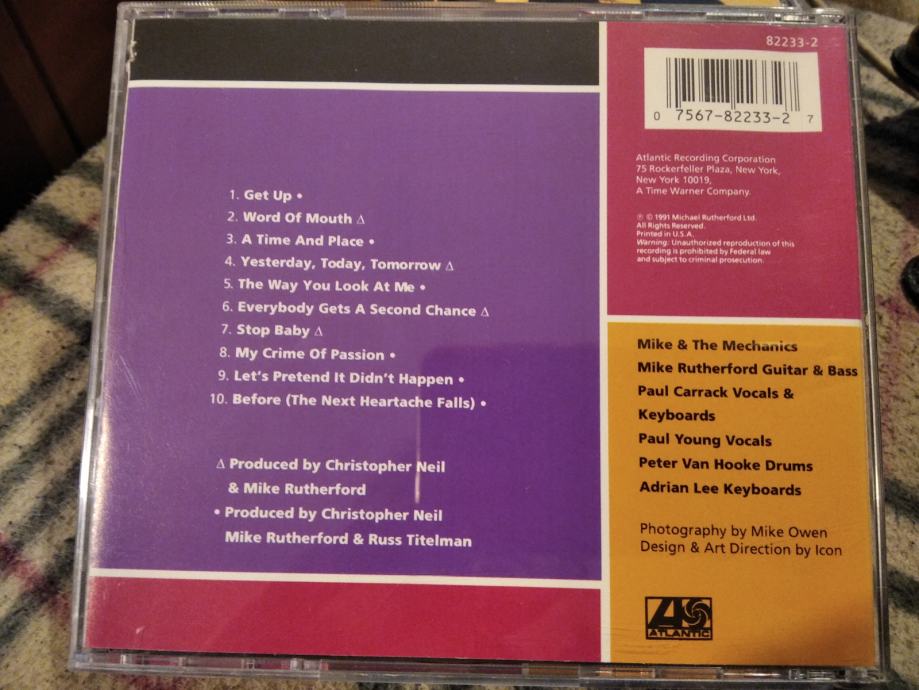 1. Get Up •
2. Word Of Mouth Δ
3. A Time And Place •
4. Yesterday, Today, Tomorrow Δ
5. The Way You Look At Me •
6. Everybody Gets A Second Chance Δ
7. Stop Baby Δ
8. My Crime Of Passion •
9. Let's Pretend It Didn't Happen •
10. Before (The Next Heartache Falls) •
Δ Produced by Christopher Neil
& Mike Rutherford
• Produced by Christopher Neil
Mike Rutherford & Russ Titelman
82233-2
0 7567-82233-2 7
Atlantic Recording Corporation
75 Rockerfeller Plaza, New York,
New York 10019,
A Time Warner Company.
℗ © 1991 Michael Rutherford Ltd.
All Rights Reserved.
Printed in U.S.A.
Warning: Unauthorized reproduction of this
recording is prohibited by Federal law
and subject to criminal prosecution.
Mike & The Mechanics
Mike Rutherford Guitar & Bass
Paul Carrack Vocals &
Keyboards
Paul Young Vocals
Peter Van Hooke Drums
Adrian Lee Keyboards
Photography by Mike Owen
Design & Art Direction by Icon
ATLANTIC